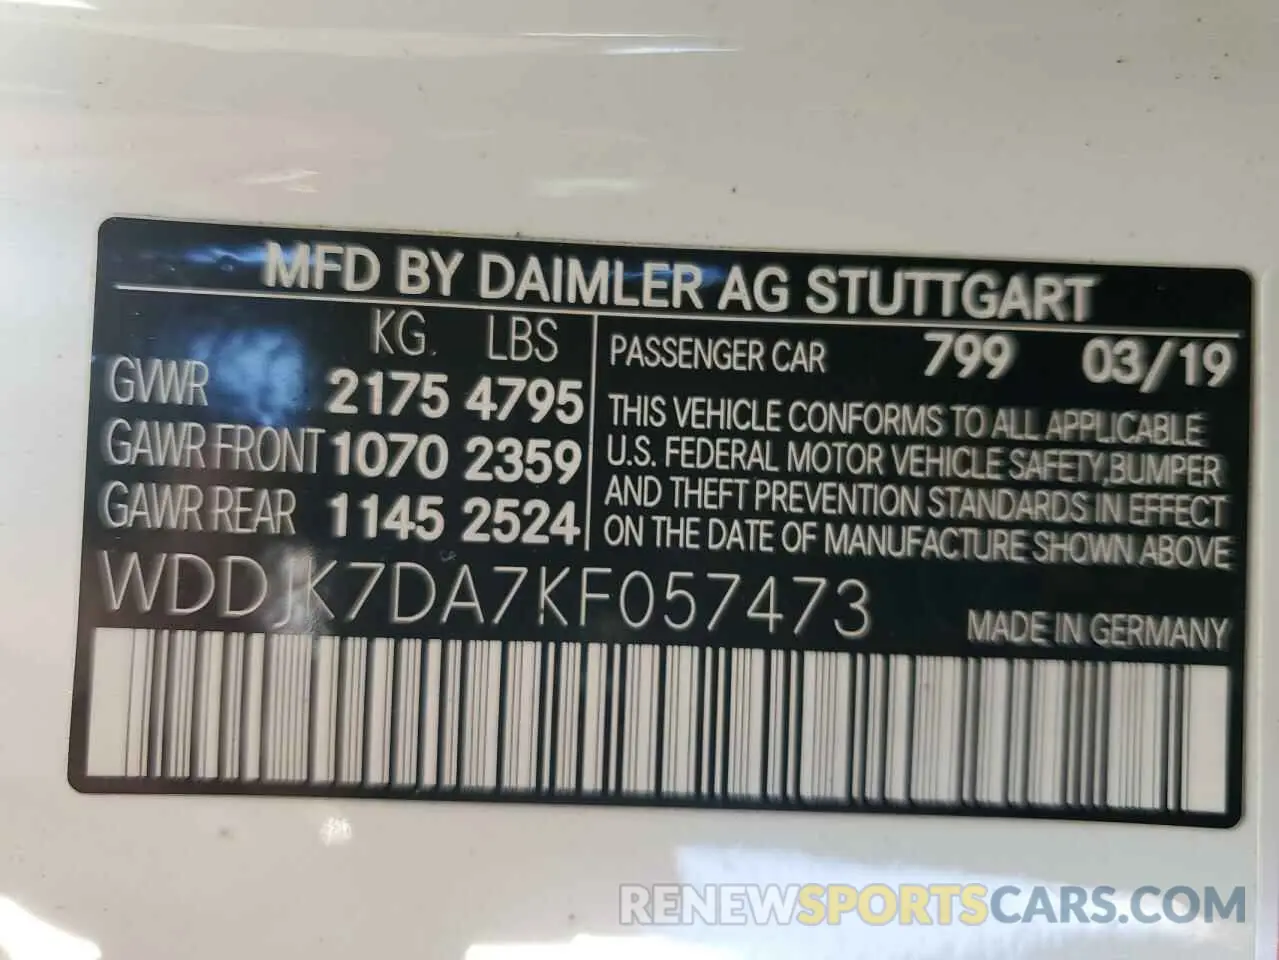 MFD BY DAIMLER AG STUTTGART
KG LBS
GVWR 2175 4795
GAWR FRONT 1070 2359
GAWR REAR 1145 2524
PASSENGER CAR 799 03/19
THIS VEHICLE CONFORMS TO ALL APPLICABLE
U.S. FEDERAL MOTOR VEHICLE SAFETY, BUMPER
AND THEFT PREVENTION STANDARDS IN EFFECT
ON THE DATE OF MANUFACTURE SHOWN ABOVE
WDDJK7DA7KF057473
MADE IN GERMANY
RENEWSPORTSCARS.COM